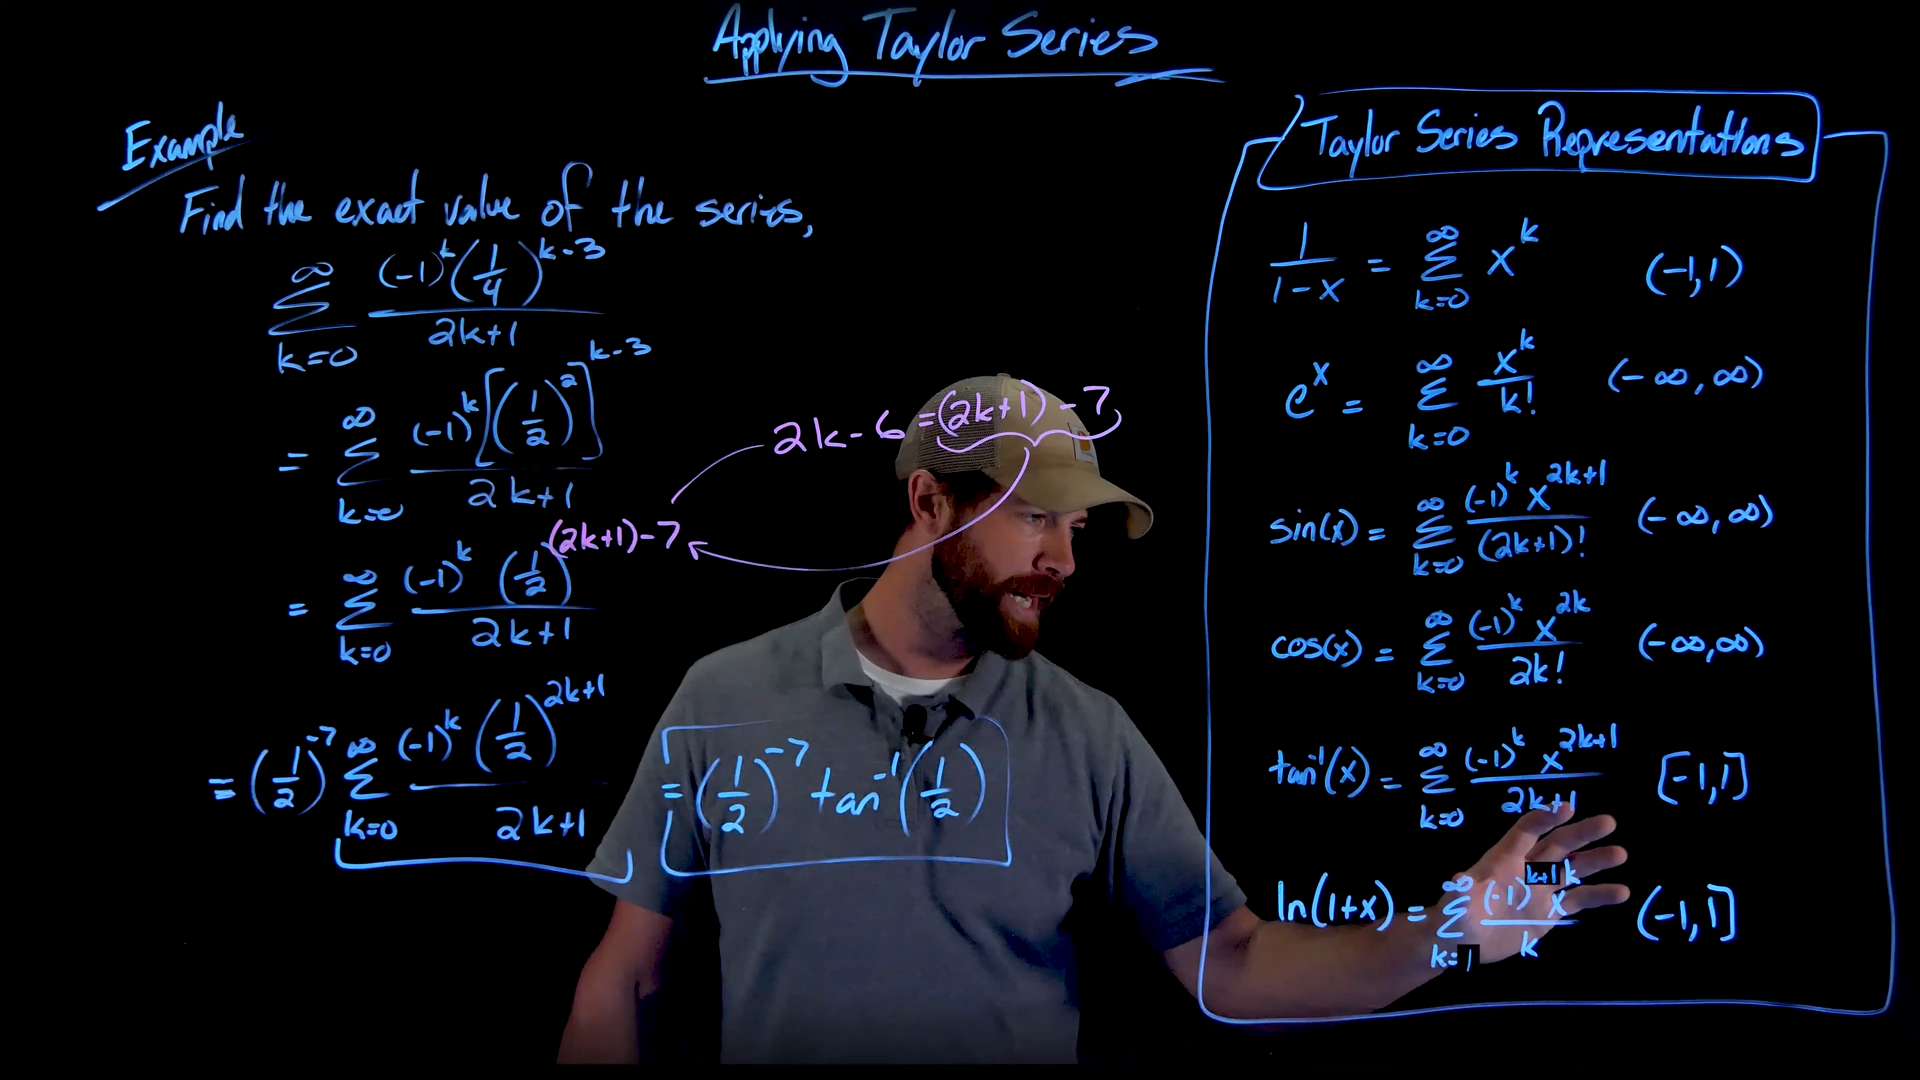 Applying Taylor Series
Example
Find the exact value of the series,
∞ Σ k=0 (-1)^k (1/4)^(k-3) / 2k+1
= ∞ Σ k=0 (-1)^k [(1/2)^2]^(k-3) / 2k+1
2k-6 = (2k+1) - 7
= ∞ Σ k=0 (-1)^k (1/2)^((2k+1)-7) / 2k+1
= (1/2)^-7 ∞ Σ k=0 (-1)^k (1/2)^(2k+1) / 2k+1
= (1/2)^-7 tan^-1 (1/2)
Taylor Series Representations
1/(1-x) = ∞ Σ k=0 x^k (-1,1)
e^x = ∞ Σ k=0 x^k / k! (-∞,∞)
sin(x) = ∞ Σ k=0 (-1)^k x^(2k+1) / (2k+1)! (-∞,∞)
cos(x) = ∞ Σ k=0 (-1)^k x^(2k) / 2k! (-∞,∞)
tan^-1(x) = ∞ Σ k=0 (-1)^k x^(2k+1) / 2k+1 [-1,1]
ln(1+x) = ∞ Σ k=1 (-1)^(k+1) x^k / k (-1,1]